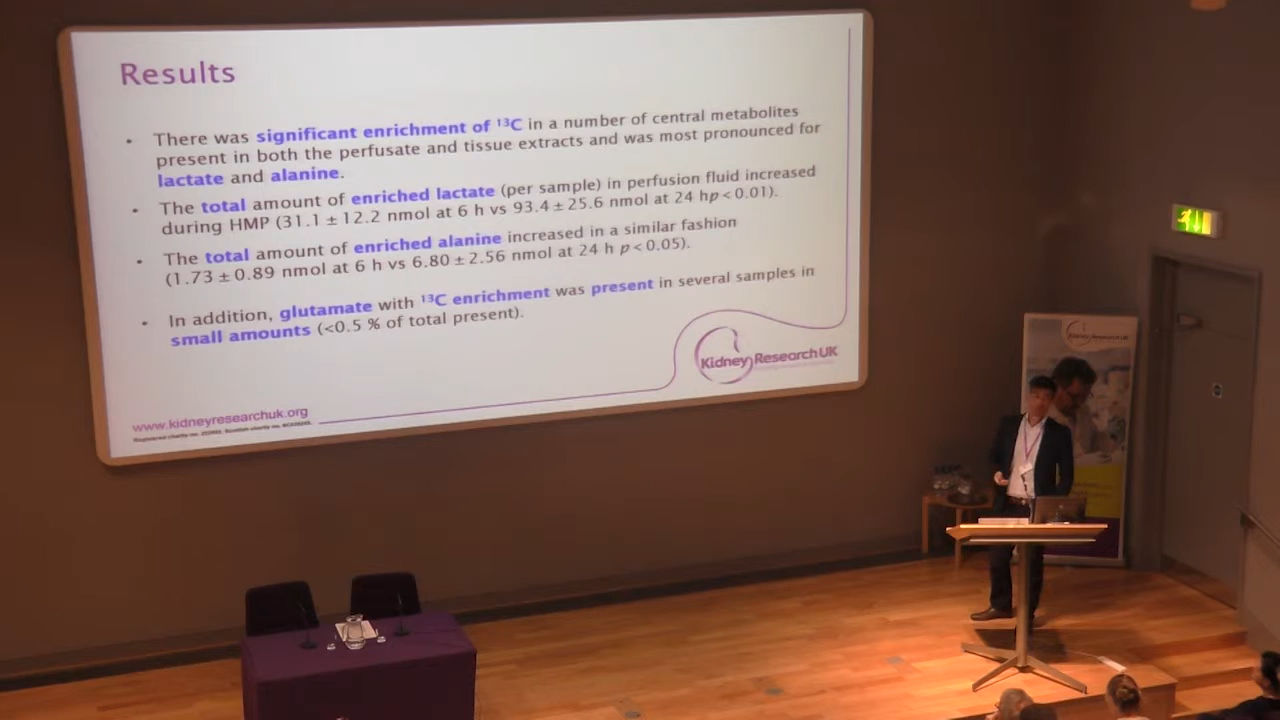 Results
• There was significant enrichment of ¹³C in a number of central metabolites
present in both the perfusate and tissue extracts and was most pronounced for
lactate and alanine.
• The total amount of enriched lactate (per sample) in perfusion fluid increased
during HMP (31.1 ± 12.2 nmol at 6 h vs 93.4 ± 25.6 nmol at 24 hp < 0.01).
• The total amount of enriched alanine increased in a similar fashion
(1.73 ± 0.89 nmol at 6 h vs 6.80 ± 2.56 nmol at 24 h p < 0.05).
• In addition, glutamate with ¹³C enrichment was present in several samples in
small amounts (<0.5 % of total present).
Kidney Research UK
www.kidneyresearchuk.org
Kidney Research UK